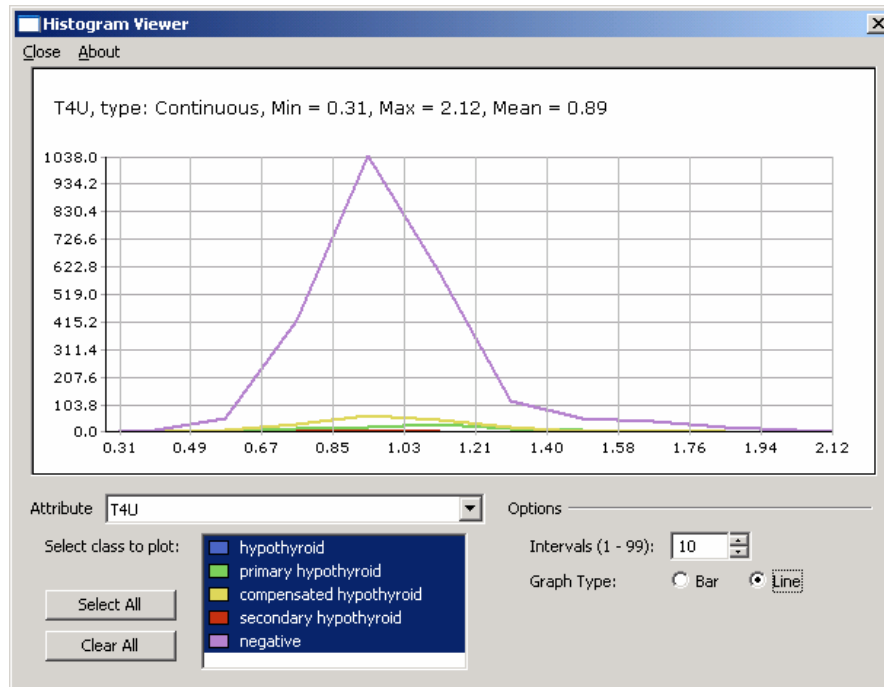 Histogram Viewer
Close About
T4U, type: Continuous, Min = 0.31, Max = 2.12, Mean = 0.89
1038.0
934.2
830.4
726.6
622.8
519.0
415.2
311.4
207.6
103.8
0.0
0.31 0.49 0.67 0.85 1.03 1.21 1.40 1.58 1.76 1.94 2.12
Attribute T4U
Select class to plot:
Select All
Clear All
hypothyroid
primary hypothyroid
compensated hypothyroid
secondary hypothyroid
negative
Options
Intervals (1 - 99): 10
Graph Type: Bar Line